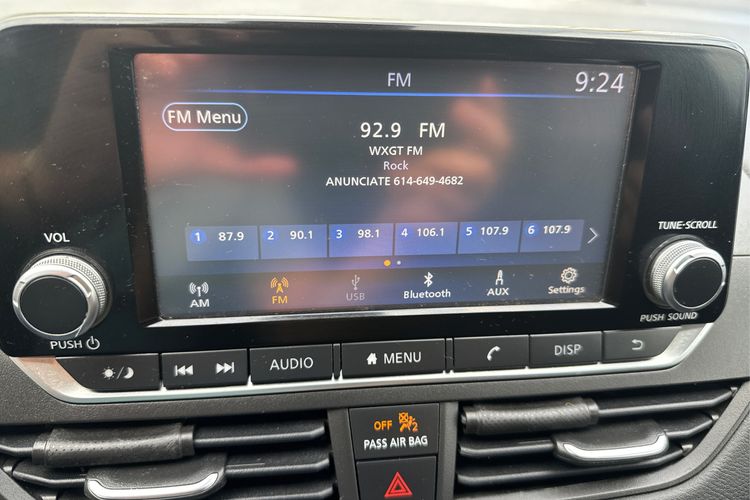 FM
9:24
FM Menu
92.9 FM
WXGT FM
Rock
ANUNCIATE 614-649-4682
1 87.9 2 90.1 3 98.1 4 106.1 5 107.9 6 107.9
AM FM USB Bluetooth AUX Settings
VOL
PUSH
TUNE•SCROLL
PUSH SOUND
AUDIO MENU DISP
OFF 2
PASS AIR BAG